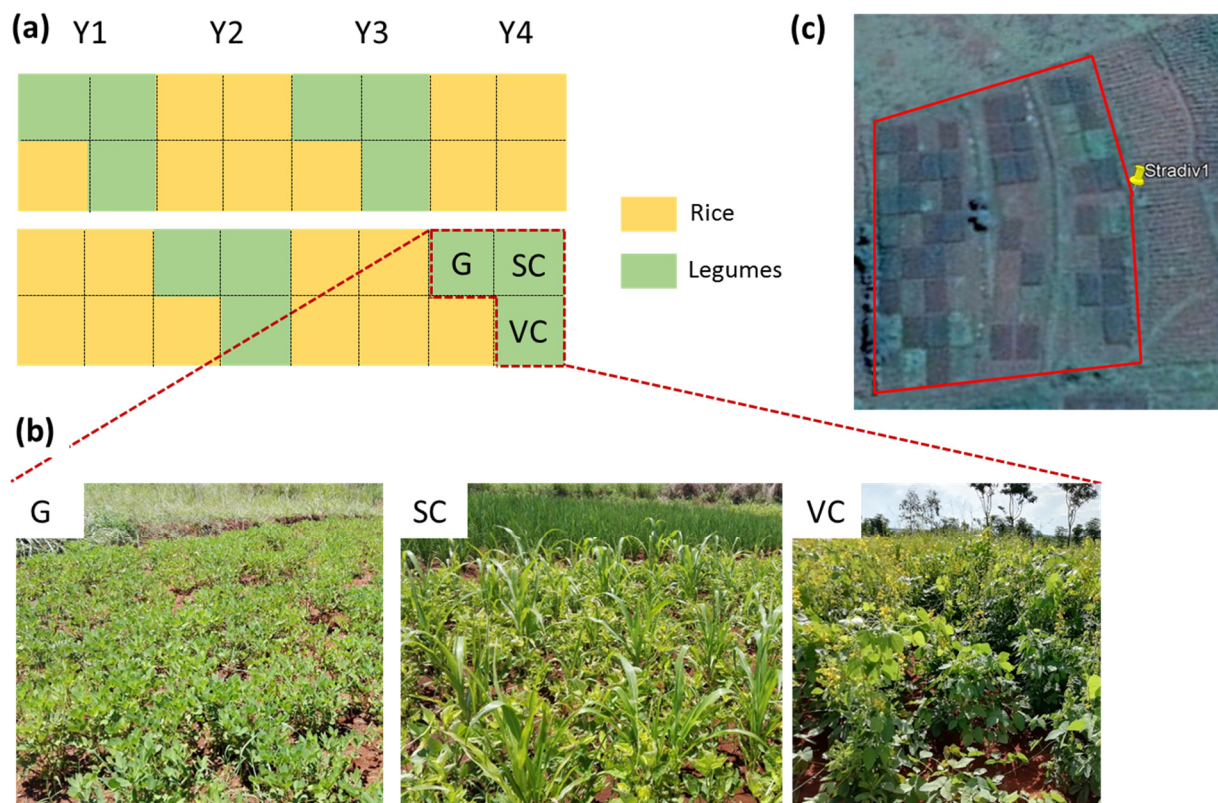 (a)
Y1 Y2 Y3 Y4
(c)
Rice
Legumes
G SC
VC
Stradiv1
(b)
G SC VC